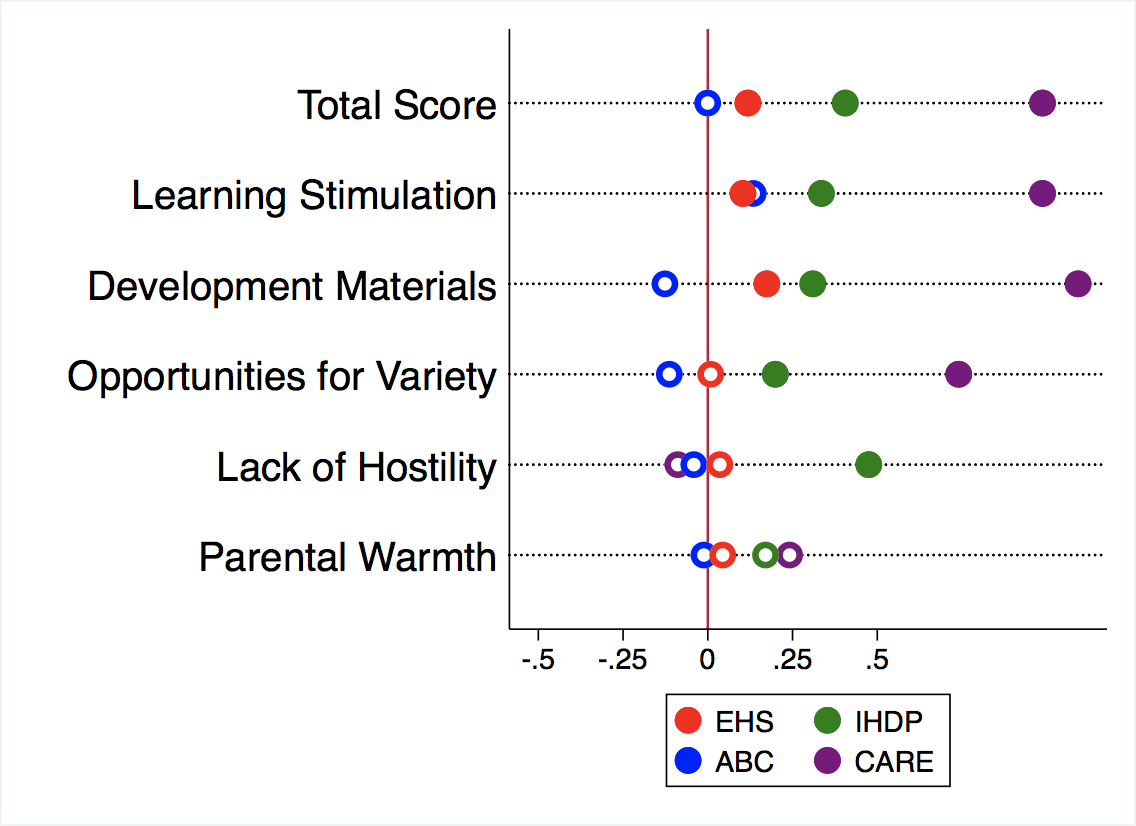 Total Score
Learning Stimulation
Development Materials
Opportunities for Variety
Lack of Hostility
Parental Warmth
-.5 -.25 0 .25 .5
EHS IHDP
ABC CARE